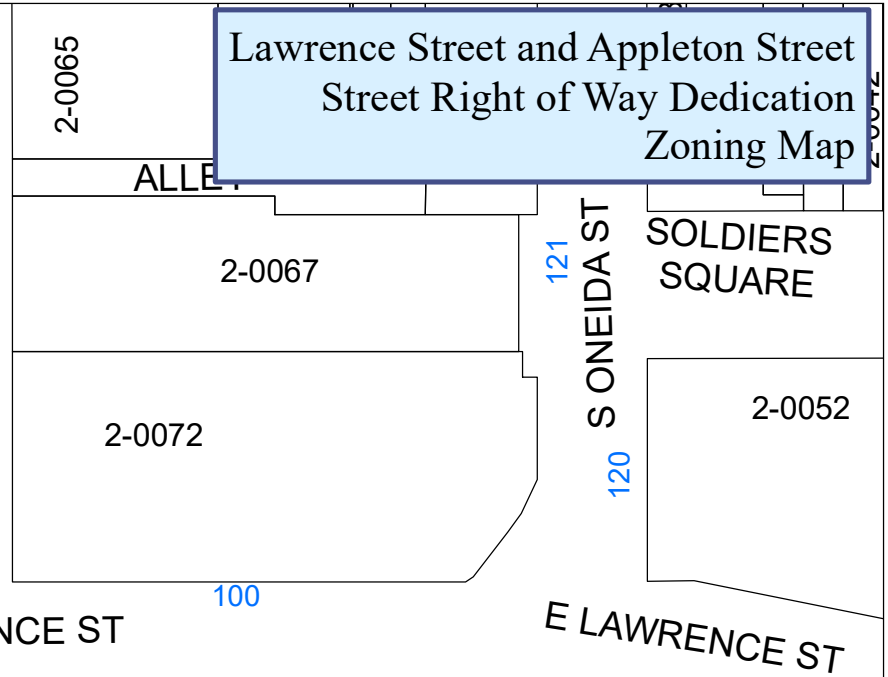 Lawrence Street and Appleton Street
Street Right of Way Dedication
Zoning Map
2-0065
ALLEY
2-0067
121
S ONEIDA ST
SOLDIERS
SQUARE
2-0072
2-0052
120
100
NCE ST
E LAWRENCE ST